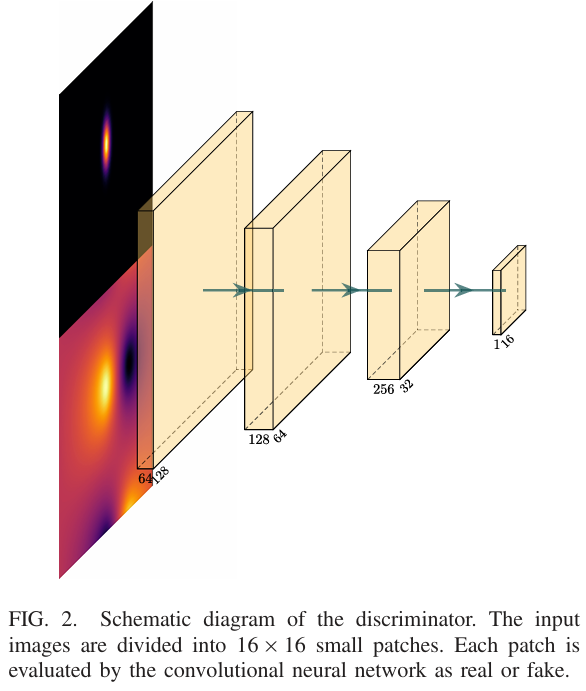 1 16
256 32
128 64
64 128
FIG. 2. Schematic diagram of the discriminator. The input
images are divided into 16 × 16 small patches. Each patch is
evaluated by the convolutional neural network as real or fake.